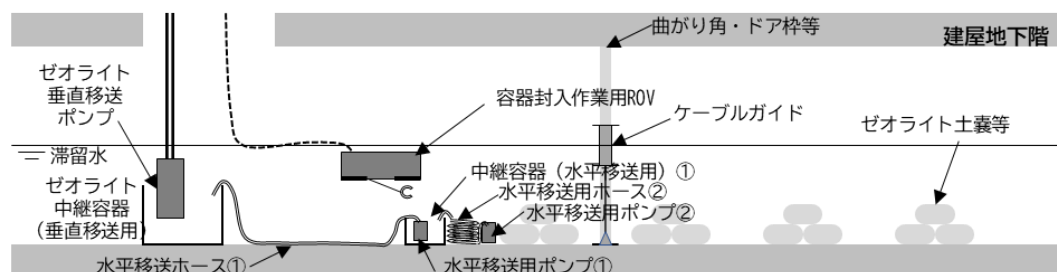 曲がり角・ドア枠等
建屋地下階
ゼオライト
垂直移送
ポンプ
容器封入作業用ROV
ケーブルガイド
ゼオライト土嚢等
滞留水
中継容器（水平移送用）①
ゼオライト
中継容器
（垂直移送用）
水平移送用ホース②
水平移送用ポンプ②
水平移送ホース①
水平移送用ポンプ①